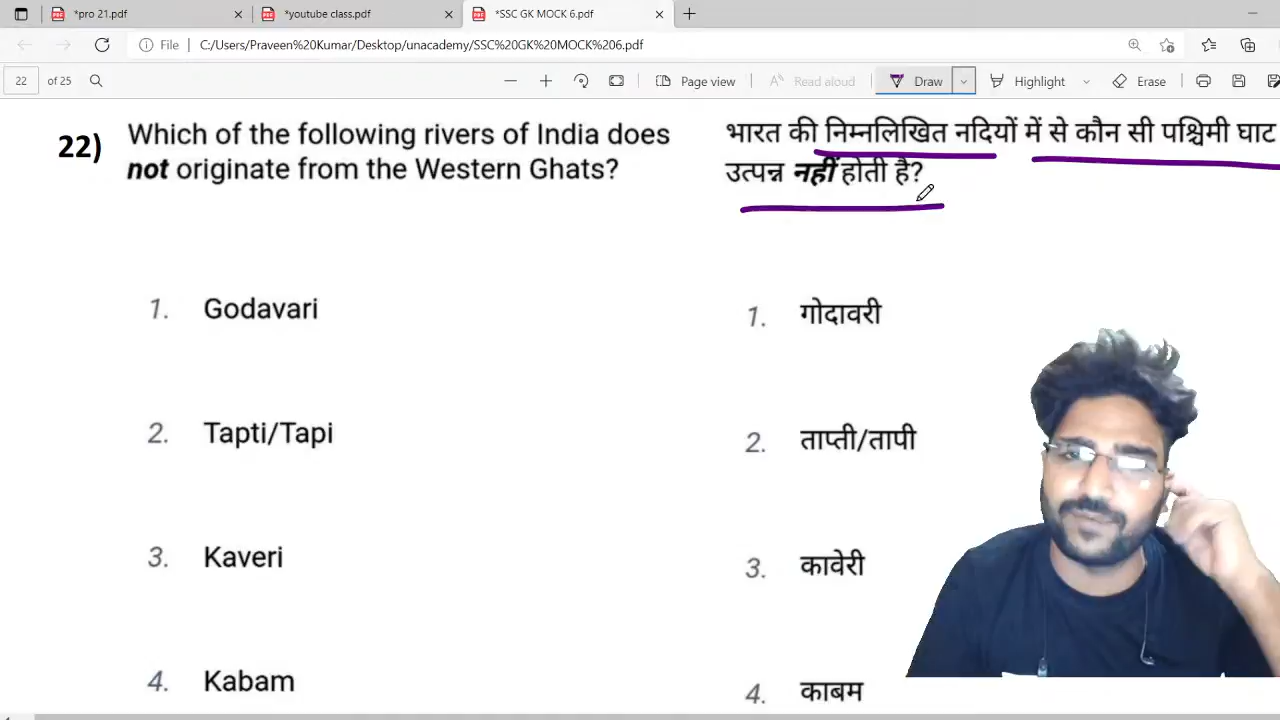 *pro 21.pdf
*youtube class.pdf
*SSC GK MOCK 6.pdf
File C:/Users/Praveen%20Kumar/Desktop/unacademy/SSC%20GK%20MOCK%206.pdf
22 of 25 Page view Read aloud Draw Highlight Erase
22) Which of the following rivers of India does
not originate from the Western Ghats?
भारत की निम्नलिखित नदियों में से कौन सी पश्चिमी घाट
उत्पन्न नहीं होती है?
1. Godavari
2. Tapti/Tapi
3. Kaveri
4. Kabam
1. गोदावरी
2. ताप्ती/तापी
3. कावेरी
4. काबम